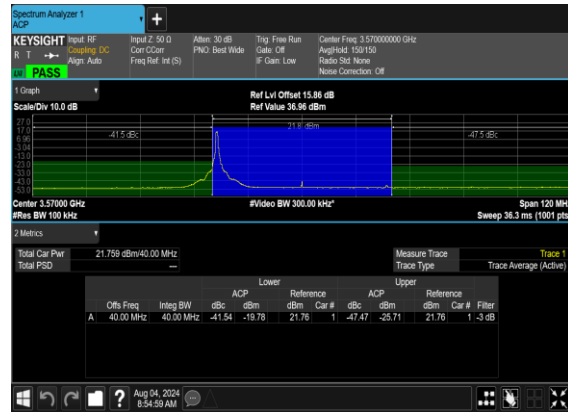 Spectrum Analyzer 1
ACP
KEYSIGHT Input: RF Input Z: 50 Ω Atten: 30 dB Trig: Free Run Center Freq: 3.570000000 GHz
R T Coupling: DC Corr CCorr PNO: Best Wide Gate: Off Avg|Hold: 150/150
Align: Auto Freq Ref: Int (S) IF Gain: Low Radio Std: None
PASS Noise Correction: Off
1 Graph Ref Lvl Offset 15.86 dB
Scale/Div 10.0 dB Ref Value 36.96 dBm
27.0 21.8 dBm
17.0 -41.5 dBc -47.5 dBc
6.96
-3.04
-13.0
-23.0
-33.0
-43.0
-53.0
Center 3.57000 GHz #Video BW 300.00 kHz* Span 120 MH
#Res BW 100 kHz Sweep 36.3 ms (1001 pts
2 Metrics
Total Car Pwr 21.759 dBm/40.00 MHz Measure Trace Trace 1
Total PSD --- Trace Type Trace Average (Active)
Lower Upper
ACP Reference ACP Reference
Offs Freq Integ BW dBc dBm dBm Car # dBc dBm dBm Car # Filter
A 40.00 MHz 40.00 MHz -41.54 -19.78 21.76 1 -47.47 -25.71 21.76 1 -3 dB
Aug 04, 2024
8:54:59 AM